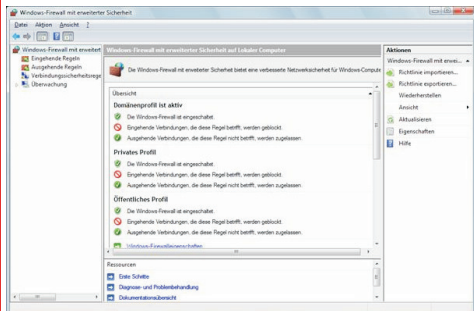 Windows-Firewall mit erweiterter Sicherheit
Datei Aktion Ansicht ?
Windows-Firewall mit erweitert
Eingehende Regeln
Ausgehende Regeln
Verbindungssicherheitsrege
Überwachung
Windows-Firewall mit erweiterter Sicherheit auf Lokaler Computer
Die Windows-Firewall mit erweiterter Sicherheit bietet eine verbesserte Netzwerksicherheit für Windows-Compute
Übersicht
Domänenprofil ist aktiv
Die Windows-Firewall ist eingeschaltet.
Eingehende Verbindungen, die diese Regel betrifft, werden geblockt.
Ausgehende Verbindungen, die diese Regel nicht betrifft, werden zugelassen.
Privates Profil
Die Windows-Firewall ist eingeschaltet.
Eingehende Verbindungen, die diese Regel betrifft, werden geblockt.
Ausgehende Verbindungen, die diese Regel nicht betrifft, werden zugelassen.
Öffentliches Profil
Die Windows-Firewall ist eingeschaltet.
Eingehende Verbindungen, die diese Regel betrifft, werden geblockt.
Ausgehende Verbindungen, die diese Regel nicht betrifft, werden zugelassen.
Windows-Firewalleigenschaften
Ressourcen
Erste Schritte
Diagnose und Problembehandlung
Dokumentationsübersicht
Aktionen
Windows-Firewall mit erwei...
Richtlinie importieren...
Richtlinie exportieren...
Wiederherstellen
Ansicht
Aktualisieren
Eigenschaften
Hilfe